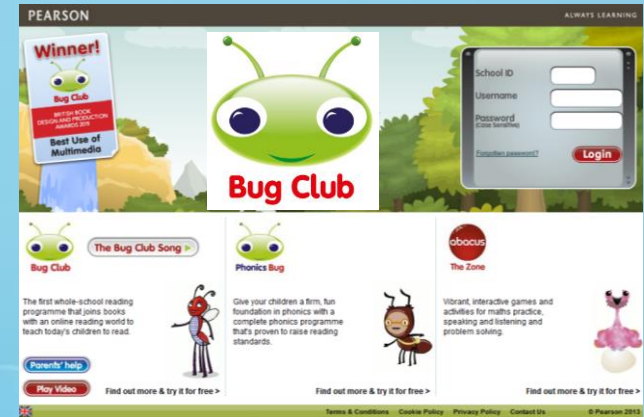 PEARSON
ALWAYS LEARNING
Winner!
Bug Club
BRITISH BOOK
DESIGN AND PRODUCTION
Best Use of
Multimedia
Bug Club
School ID
Username
Password
(Case Sensitive)
Forgotten password?
Login
Bug Club
The Bug Club Song
The first whole-school reading
programme that joins books
with an online reading world to
teach today's children to read.
Parents' help
Play Video
Find out more & try it for free >
Phonics Bug
Give your children a firm, fun
foundation in phonics with a
complete phonics programme
that's proven to raise reading
standards.
Find out more & try it for free >
abacus
The Zone
Vibrant, interactive games and
activities for maths practice,
speaking and listening and
problem solving.
Find out more & try it for free >
Terms & Conditions Cookie Policy Privacy Policy Contact Us © Pearson 2012